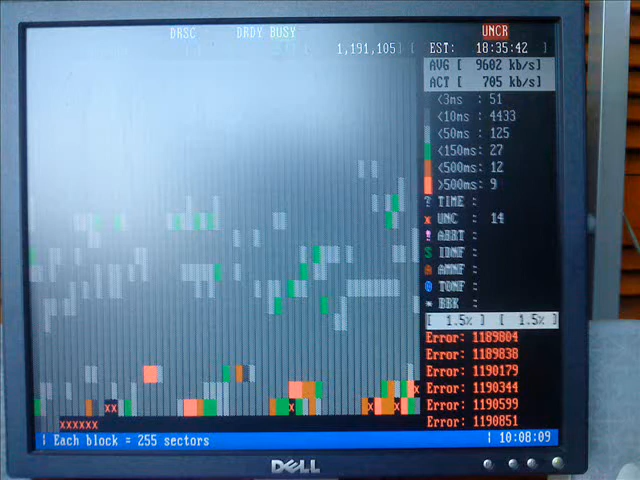 DRSC DRDY BUSY UNCR
1,191,105] [ EST: 18:35:42 ]
AVG [ 9602 kb/s]
ACT [ 705 kb/s]
<3ms : 51
<10ms : 4433
<50ms : 125
<150ms: 27
<500ms: 12
>500ms: 9
? TIME :
x UNC : 14
! ABRT :
S IDNF :
AMNF :
TONF :
* BBK :
[ 1.5% ] [ 1.5% ]
Error: 1189804
Error: 1189838
Error: 1190179
Error: 1190344
Error: 1190599
Error: 1190851
x
xx x x x
xxxxxx
| Each block = 255 sectors | 10:08:09
DELL